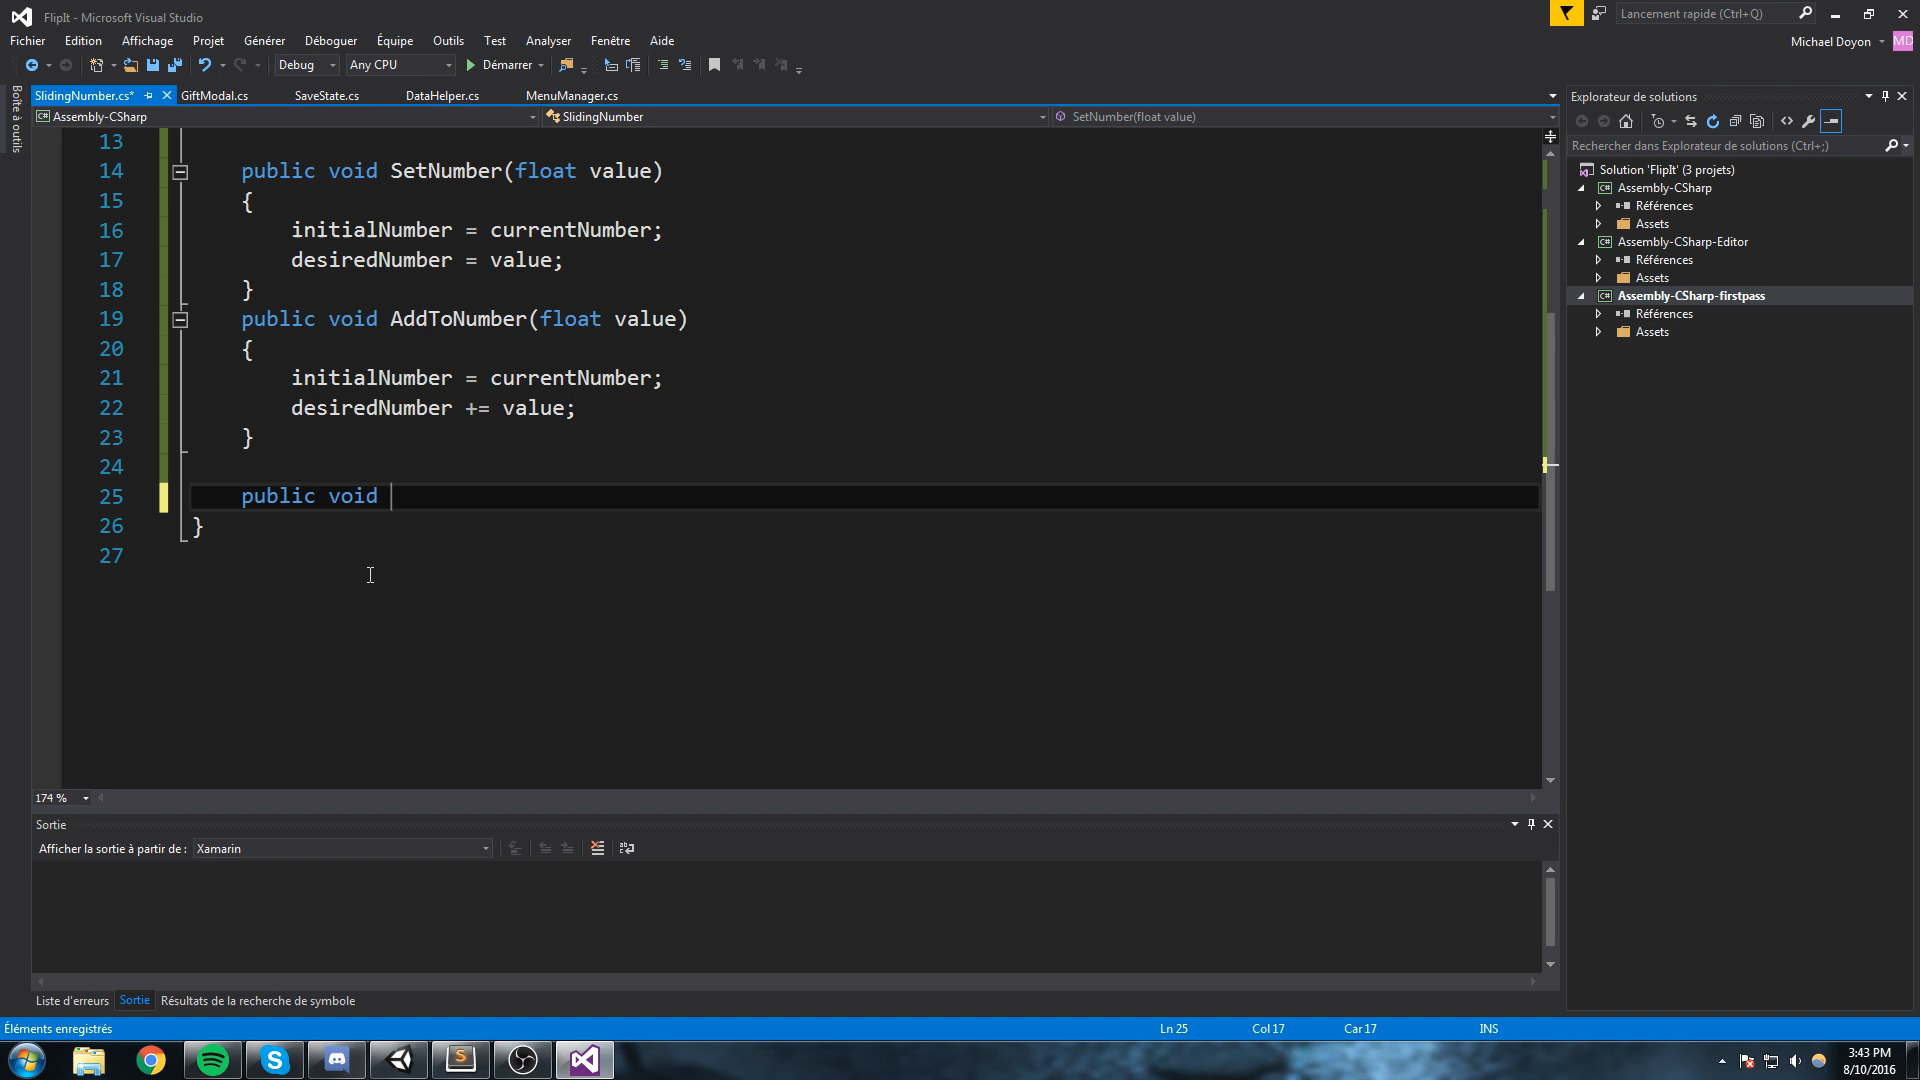 FlipIt - Microsoft Visual Studio
Lancement rapide (Ctrl+Q)
Fichier Edition Affichage Projet Générer Déboguer Équipe Outils Test Analyser Fenêtre Aide
Michael Doyon MD
Debug Any CPU Démarrer
Boîte à outils
SlidingNumber.cs* GiftModal.cs SaveState.cs DataHelper.cs MenuManager.cs
Assembly-CSharp SlidingNumber SetNumber(float value)
13
14 public void SetNumber(float value)
15 {
16 initialNumber = currentNumber;
17 desiredNumber = value;
18 }
19 public void AddToNumber(float value)
20 {
21 initialNumber = currentNumber;
22 desiredNumber += value;
23 }
24
25 public void
26 }
27
174 %
Explorateur de solutions
Rechercher dans Explorateur de solutions (Ctrl+;)
Solution 'FlipIt' (3 projets)
C# Assembly-CSharp
Références
Assets
C# Assembly-CSharp-Editor
Références
Assets
C# Assembly-CSharp-firstpass
Références
Assets
Sortie
Afficher la sortie à partir de : Xamarin
Liste d'erreurs Sortie Résultats de la recherche de symbole
Éléments enregistrés Ln 25 Col 17 Car 17 INS
3:43 PM
8/10/2016